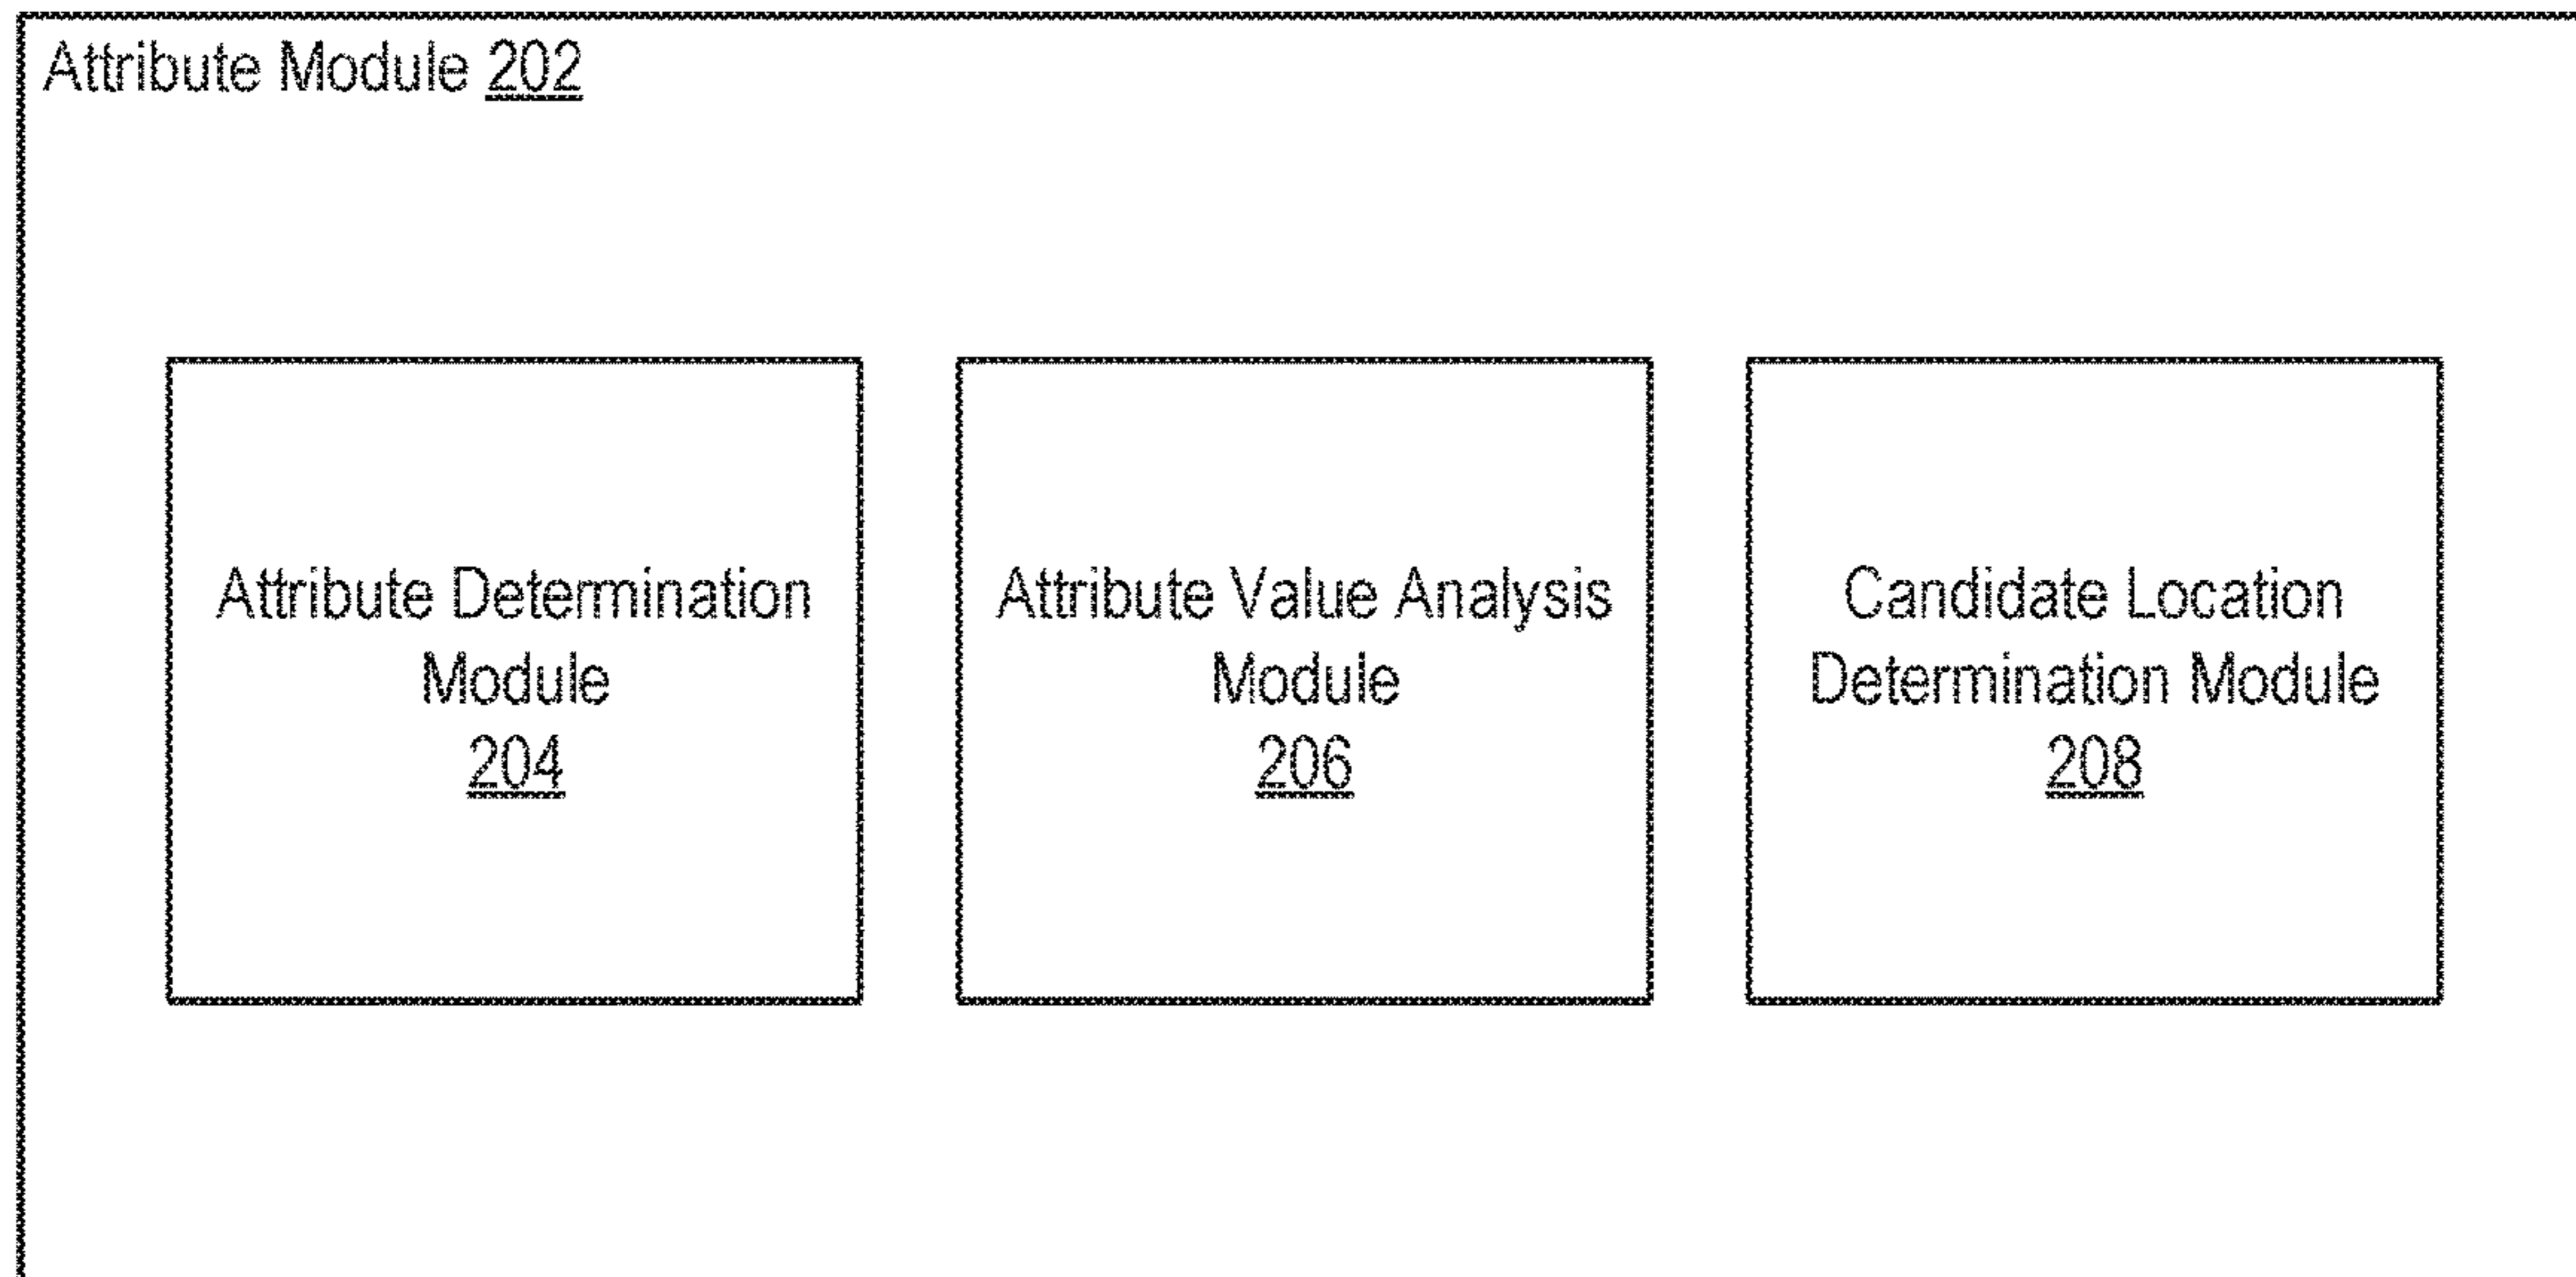 Attribute Module 202
Attribute Determination
Module
204
Attribute Value Analysis
Module
206
Candidate Location
Determination Module
208